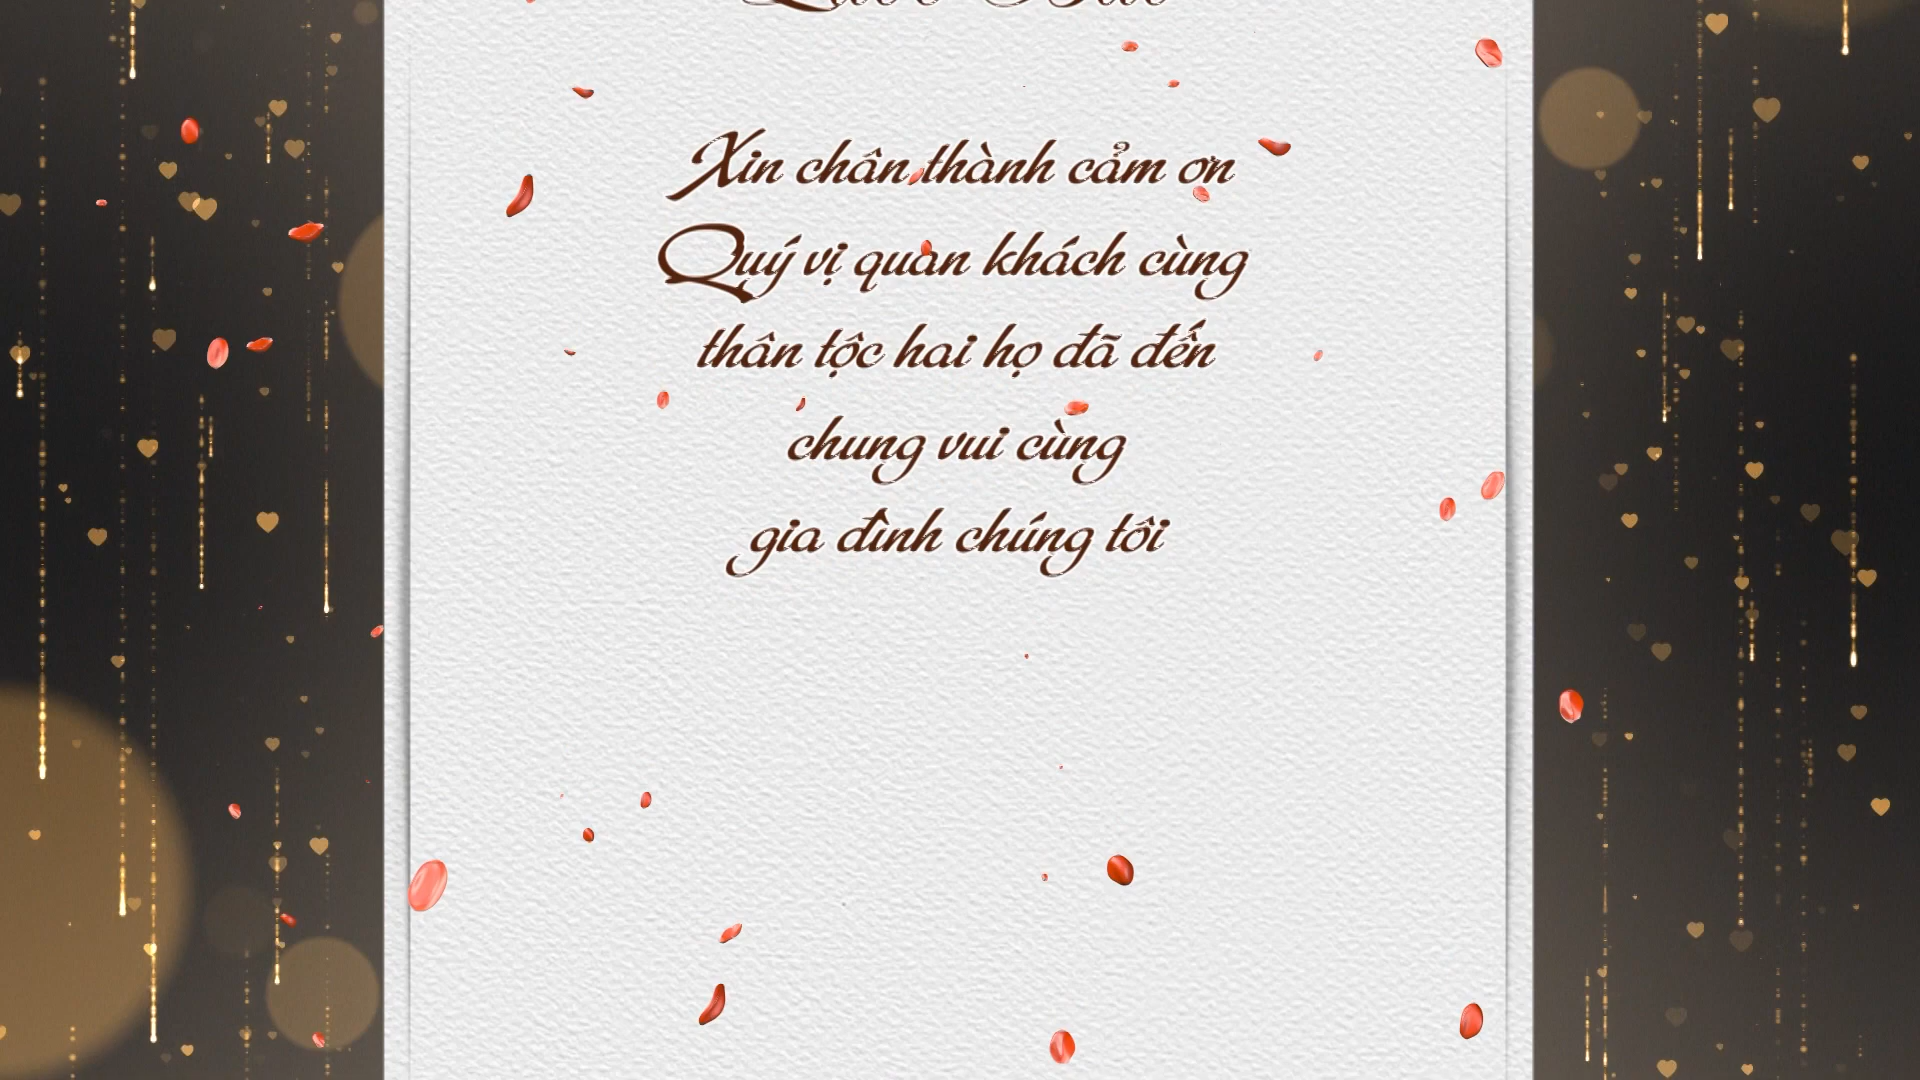 Xin chân thành cảm ơn
Quý vị quan khách cùng
thân tộc hai họ đã đến
chung vui cùng
gia đình chúng tôi